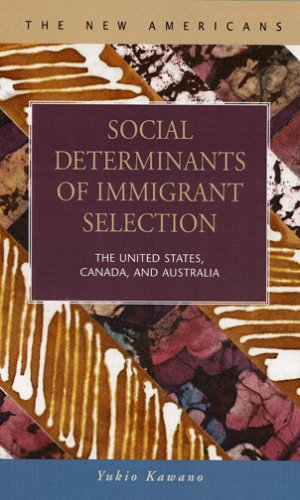 THE NEW AMERICANS
SOCIAL
DETERMINANTS
OF IMMIGRANT
SELECTION
THE UNITED STATES,
CANADA, AND AUSTRALIA
Yukio Kawano